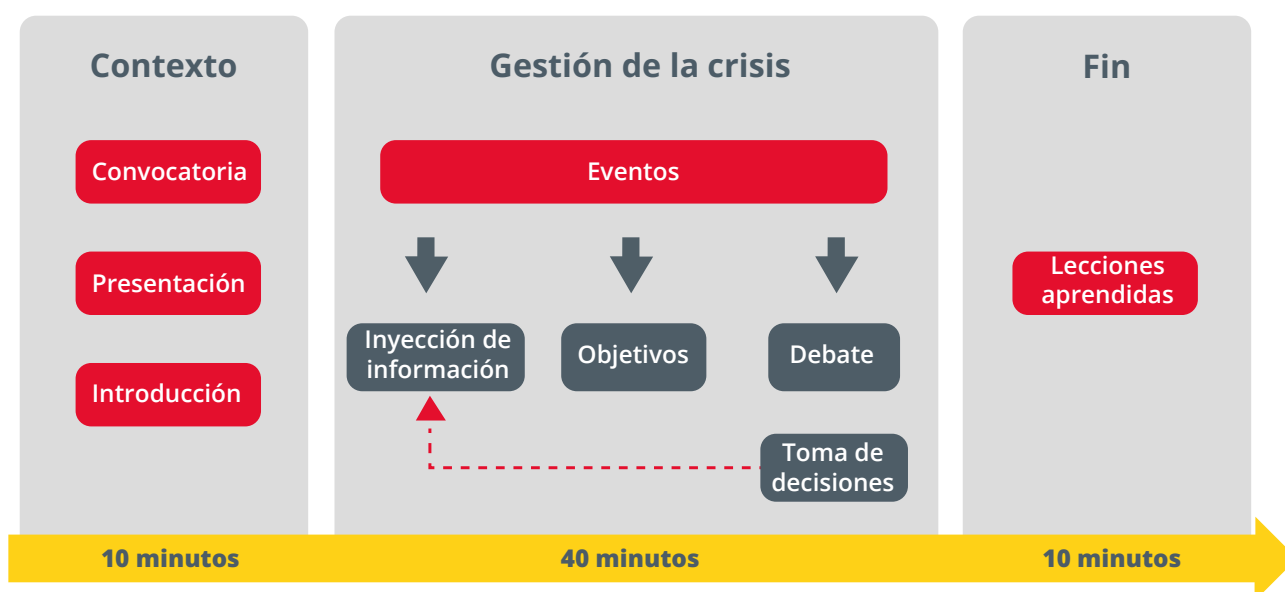 Contexto
Convocatoria
Presentación
Introducción
Gestión de la crisis
Eventos
Inyección de
información
Objetivos
Debate
Toma de
decisiones
Fin
Lecciones
aprendidas
10 minutos
40 minutos
10 minutos